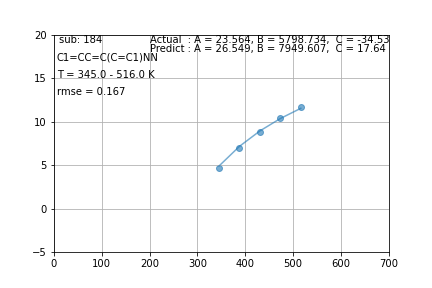 sub: 184
Actual : A = 23.564, B = 5798.734, C = -34.53
Predict : A = 26.549, B = 7949.607, C = 17.64
C1=CC=C(C=C1)NN
T = 345.0 - 516.0 K
rmse = 0.167
20
15
10
5
0
−5
0 100 200 300 400 500 600 700